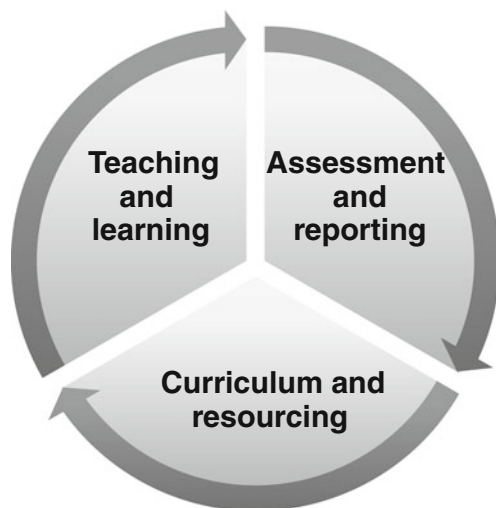 Teaching
and
learning
Assessment
and
reporting
Curriculum and
resourcing